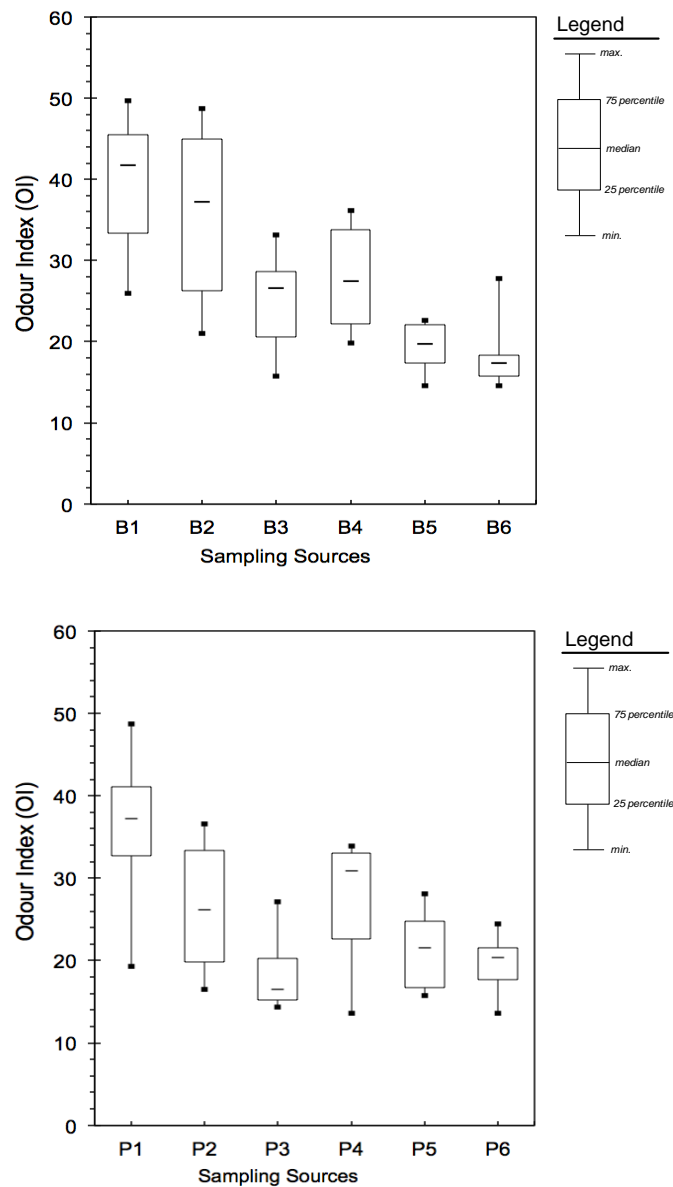 60
50
40
30
20
10
0
Odour Index (OI)
B1 B2 B3 B4 B5 B6
Sampling Sources
Legend
max.
75 percentile
median
25 percentile
min.
60
50
40
30
20
10
0
Odour Index (OI)
P1 P2 P3 P4 P5 P6
Sampling Sources
Legend
max.
75 percentile
median
25 percentile
min.